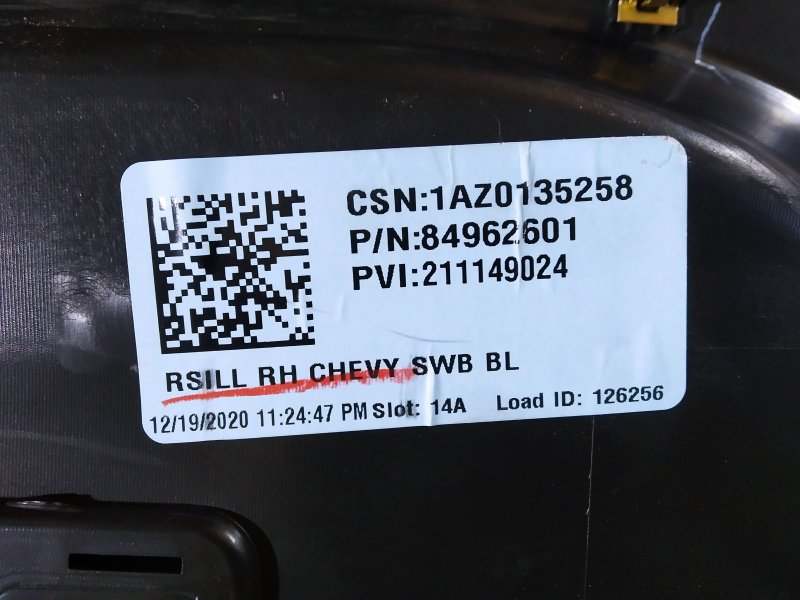 CSN:1AZ0135258
P/N:84962601
PVI:211149024
RSILL RH CHEVY SWB BL
12/19/2020 11:24:47 PM Slot: 14A Load ID: 126256